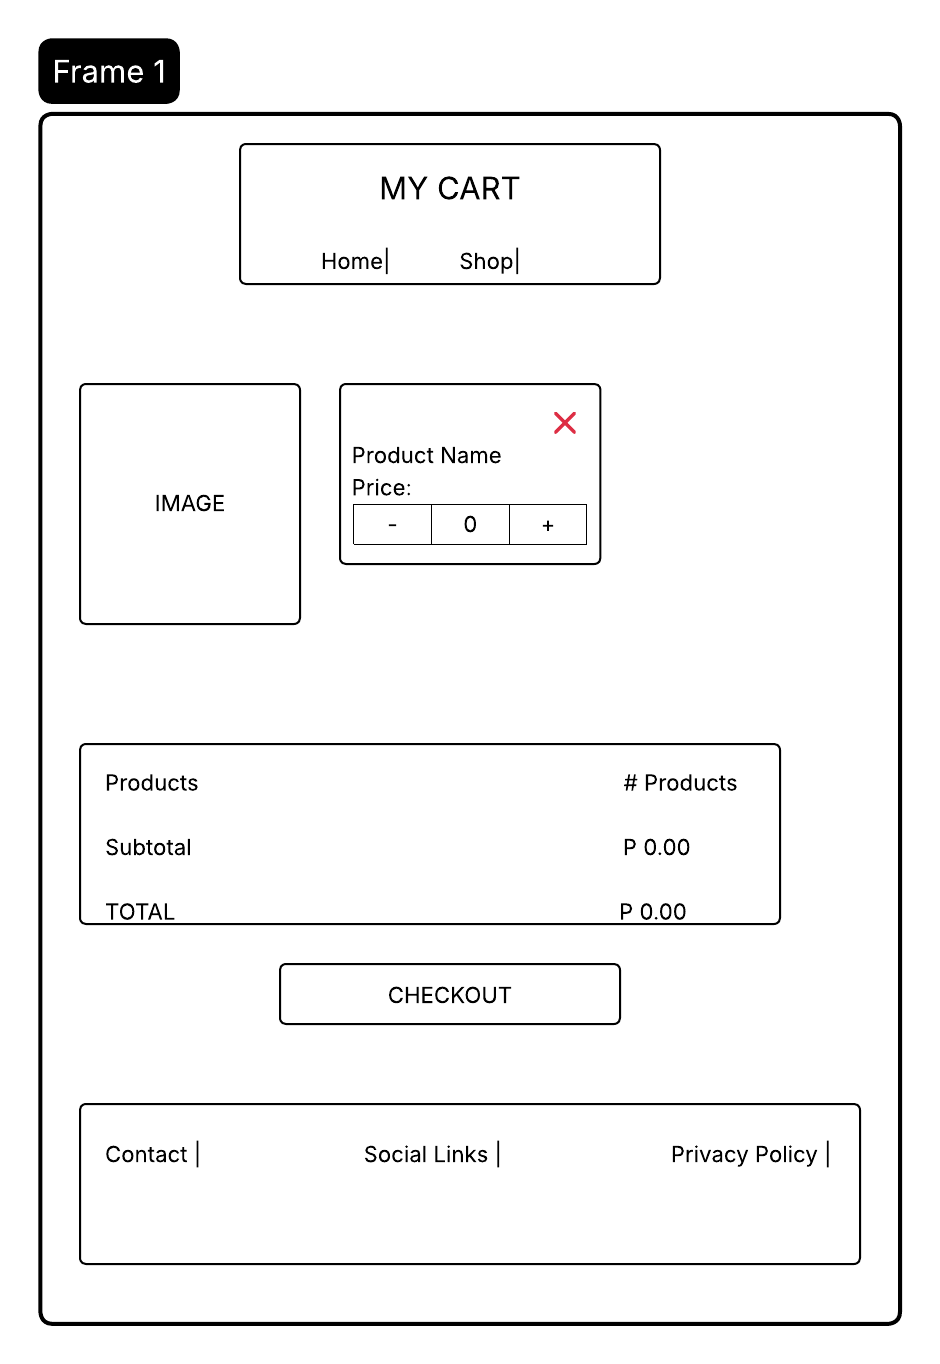 Frame 1
MY CART
Home| Shop|
IMAGE
Product Name
Price:
- 0 +
Products # Products
Subtotal P 0.00
TOTAL P 0.00
CHECKOUT
Contact | Social Links | Privacy Policy |